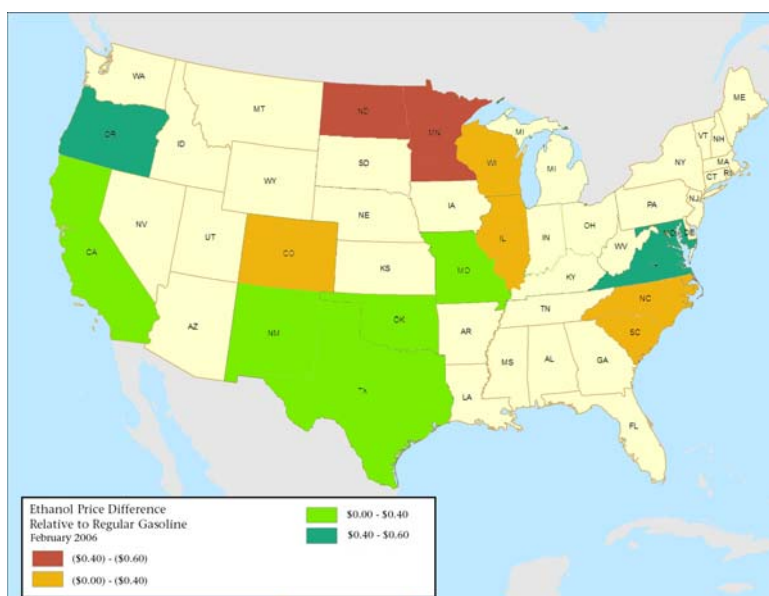 WA
ME
MT
ND
MN
VT
NH
OR
ID
SD
WI
MI
MI
NY
MA
CT
RI
WY
IA
PA
NJ
NE
NV
UT
CO
IL
IN
OH
WV
MD
DE
CA
KS
MO
KY
NC
TN
AZ
NM
OK
AR
SC
MS
AL
GA
TX
LA
FL
Ethanol Price Difference
Relative to Regular Gasoline
February 2006
($0.40) - ($0.60)
($0.00) - ($0.40)
$0.00 - $0.40
$0.40 - $0.60